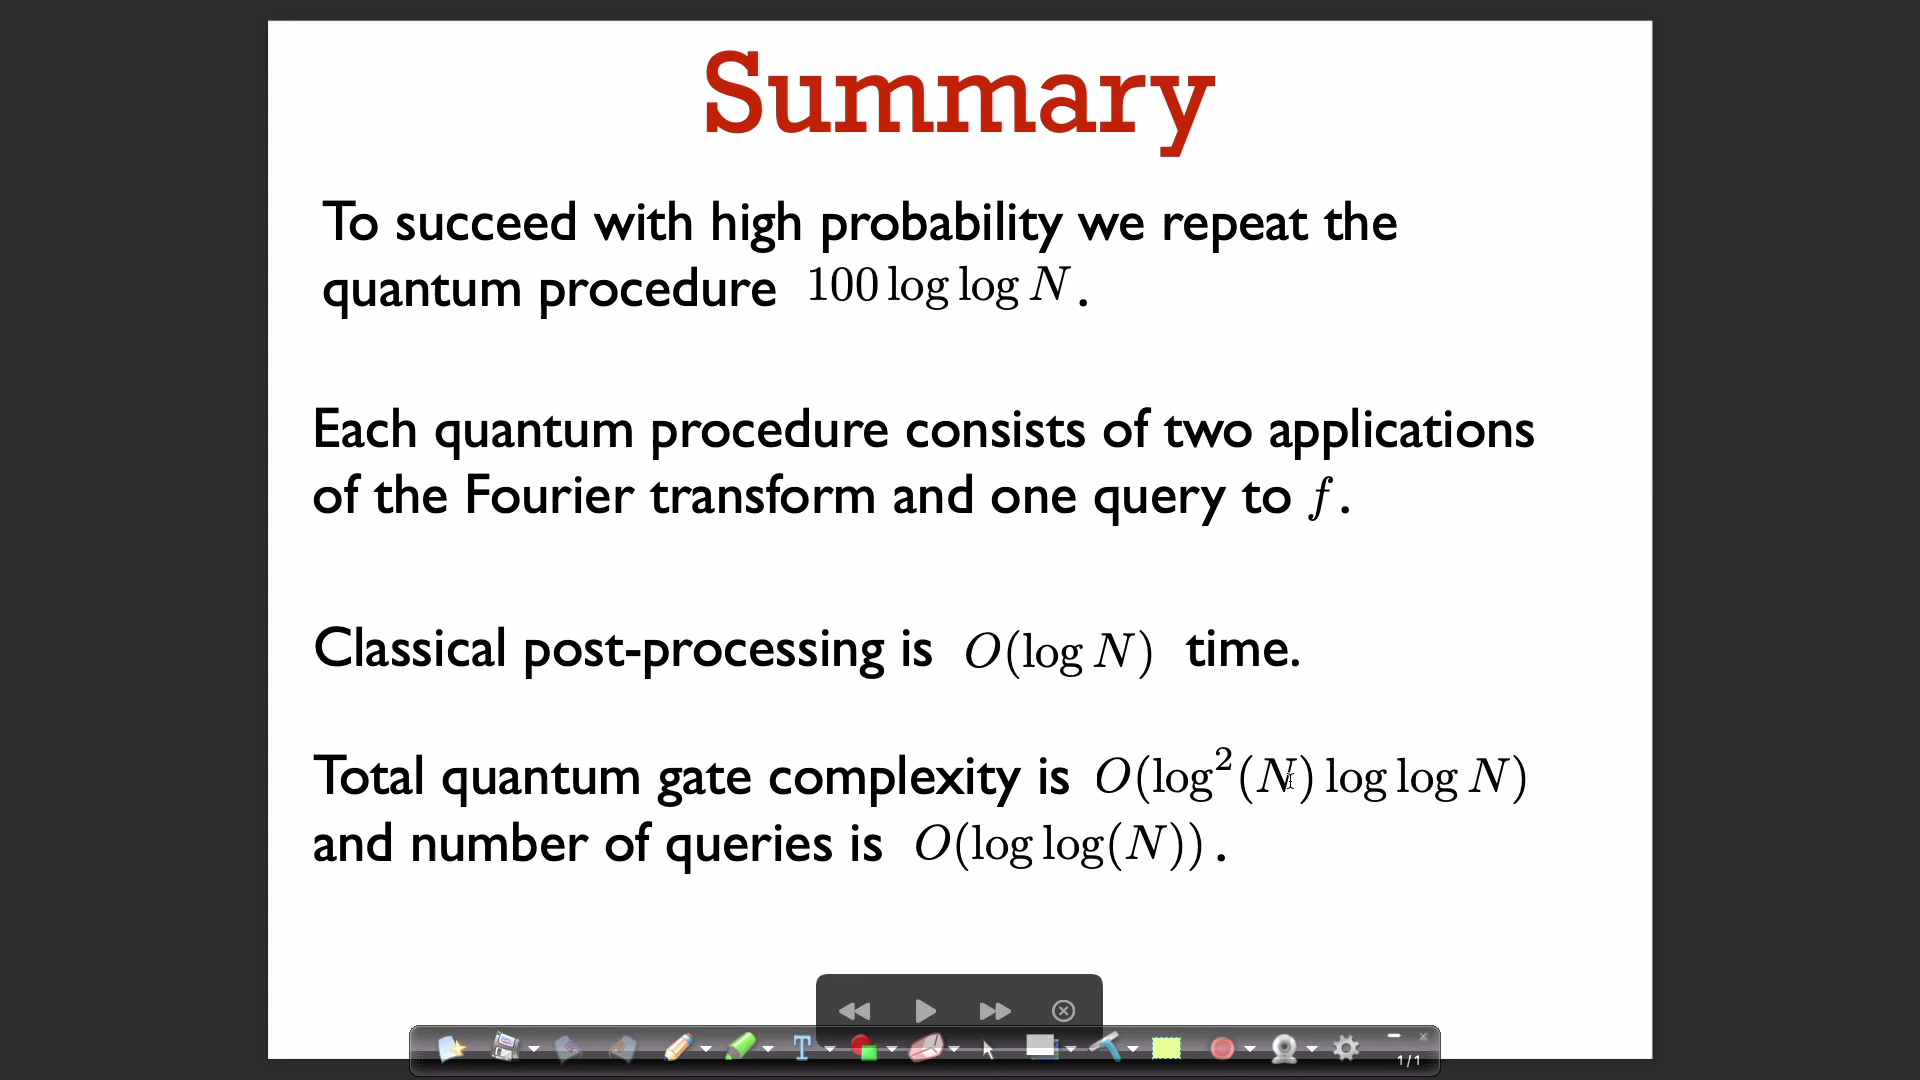 Summary
To succeed with high probability we repeat the
quantum procedure 100 log log N.
Each quantum procedure consists of two applications
of the Fourier transform and one query to f.
Classical post-processing is O(log N) time.
Total quantum gate complexity is O(log²(N) log log N)
and number of queries is O(log log(N)).
T
1/1